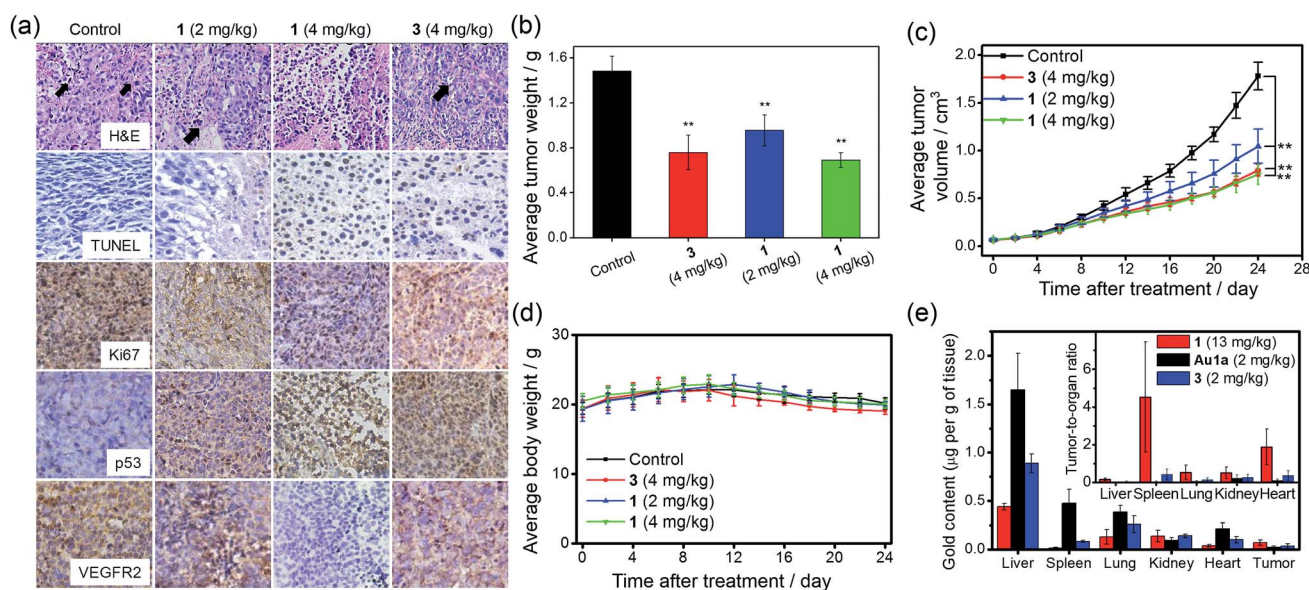 (a)
Control
1 (2 mg/kg)
1 (4 mg/kg)
3 (4 mg/kg)
H&E
TUNEL
Ki67
p53
VEGFR2
(b)
Average tumor weight / g
1.6
1.2
0.8
0.4
0.0
**
**
**
Control
3
(4 mg/kg)
1
(2 mg/kg)
1
(4 mg/kg)
(c)
Average tumor
volume / cm3
2.0
1.5
1.0
0.5
0.0
Control
3 (4 mg/kg)
1 (2 mg/kg)
1 (4 mg/kg)
**
**
**
0 4 8 12 16 20 24 28
Time after treatment / day
(d)
Average body weight / g
30
20
10
0
Control
3 (4 mg/kg)
1 (2 mg/kg)
1 (4 mg/kg)
0 4 8 12 16 20 24
Time after treatment / day
(e)
Gold content (µg per g of tissue)
2.0
1.5
1.0
0.5
0.0
Tumor-to-organ ratio
6
4
2
0
1 (13 mg/kg)
Au1a (2 mg/kg)
3 (2 mg/kg)
Liver Spleen Lung Kidney Heart
Liver Spleen Lung Kidney Heart Tumor